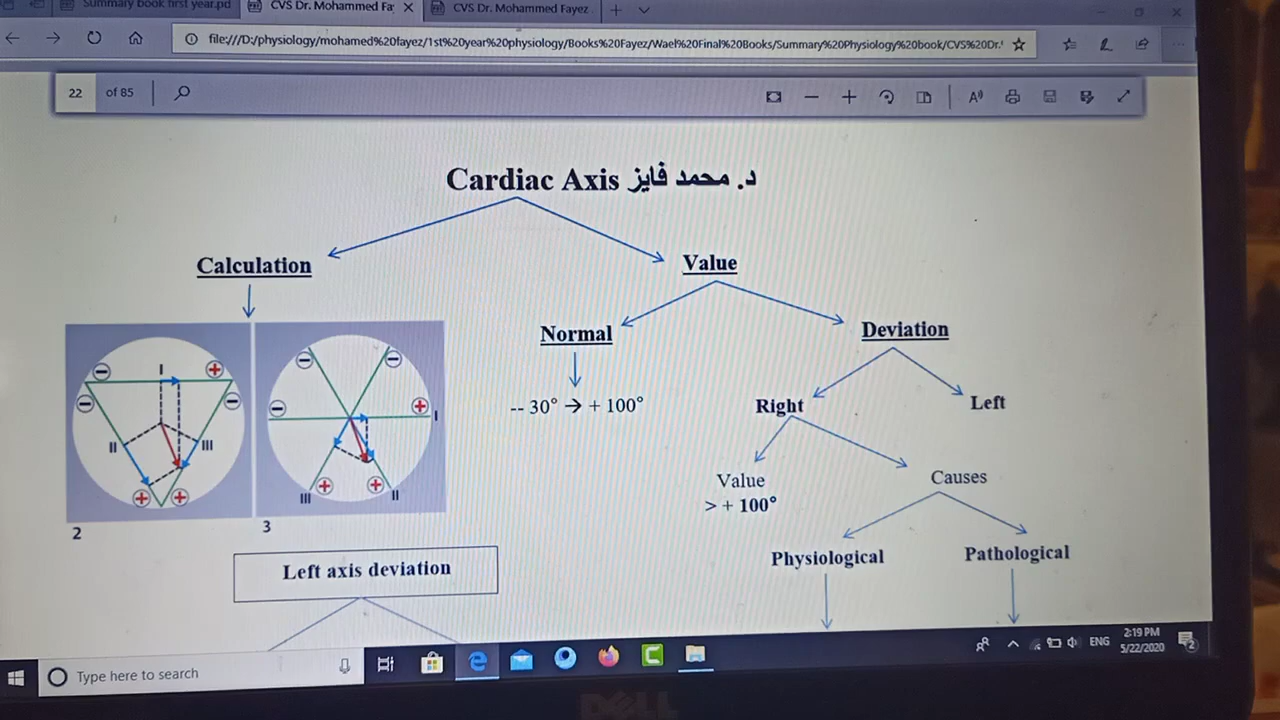 Summary book first year.pd
CVS Dr. Mohammed Fa
CVS Dr. Mohammed Fayez
file:///D:/physiology/mohamed%20fayez/1st%20year%20physiology/Books%20Fayez/Wael%20Final%20Books/Summary%20Physiology%20book/CVS%20Dr.
22 of 85
Cardiac Axis د. محمد فايز
Calculation
Value
Normal
Deviation
-- 30° → + 100°
Right
Left
Value
> + 100°
Causes
Physiological
Pathological
I
II
III
2
I
III
II
3
Left axis deviation
Type here to search
ENG
2:19 PM
5/22/2020
2
DELL